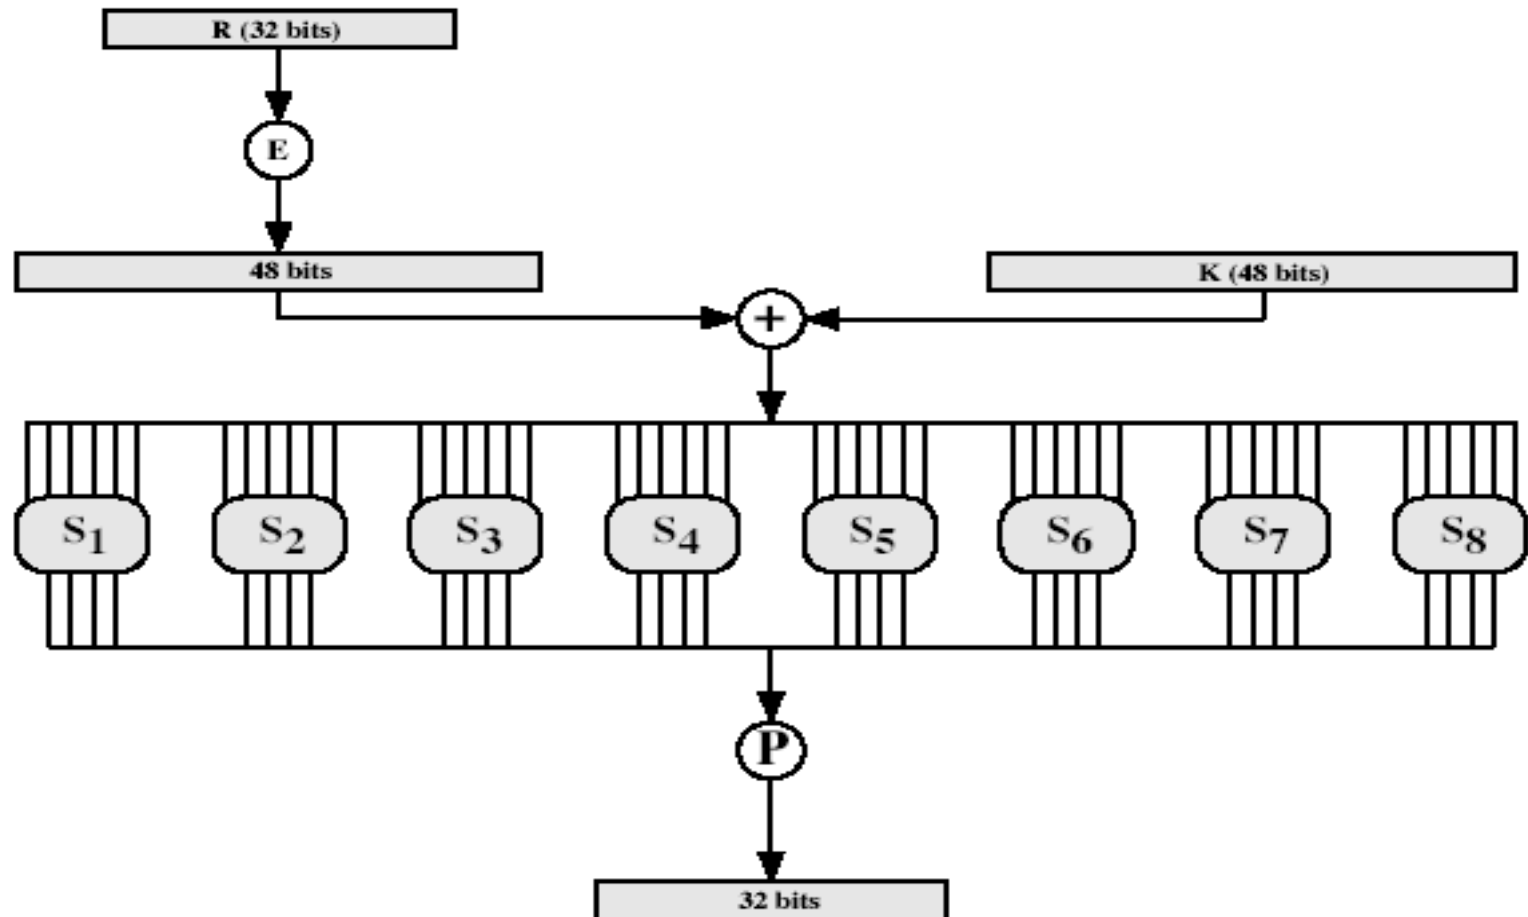 R (32 bits)
E
48 bits
K (48 bits)
+
S1 S2 S3 S4 S5 S6 S7 S8
P
32 bits